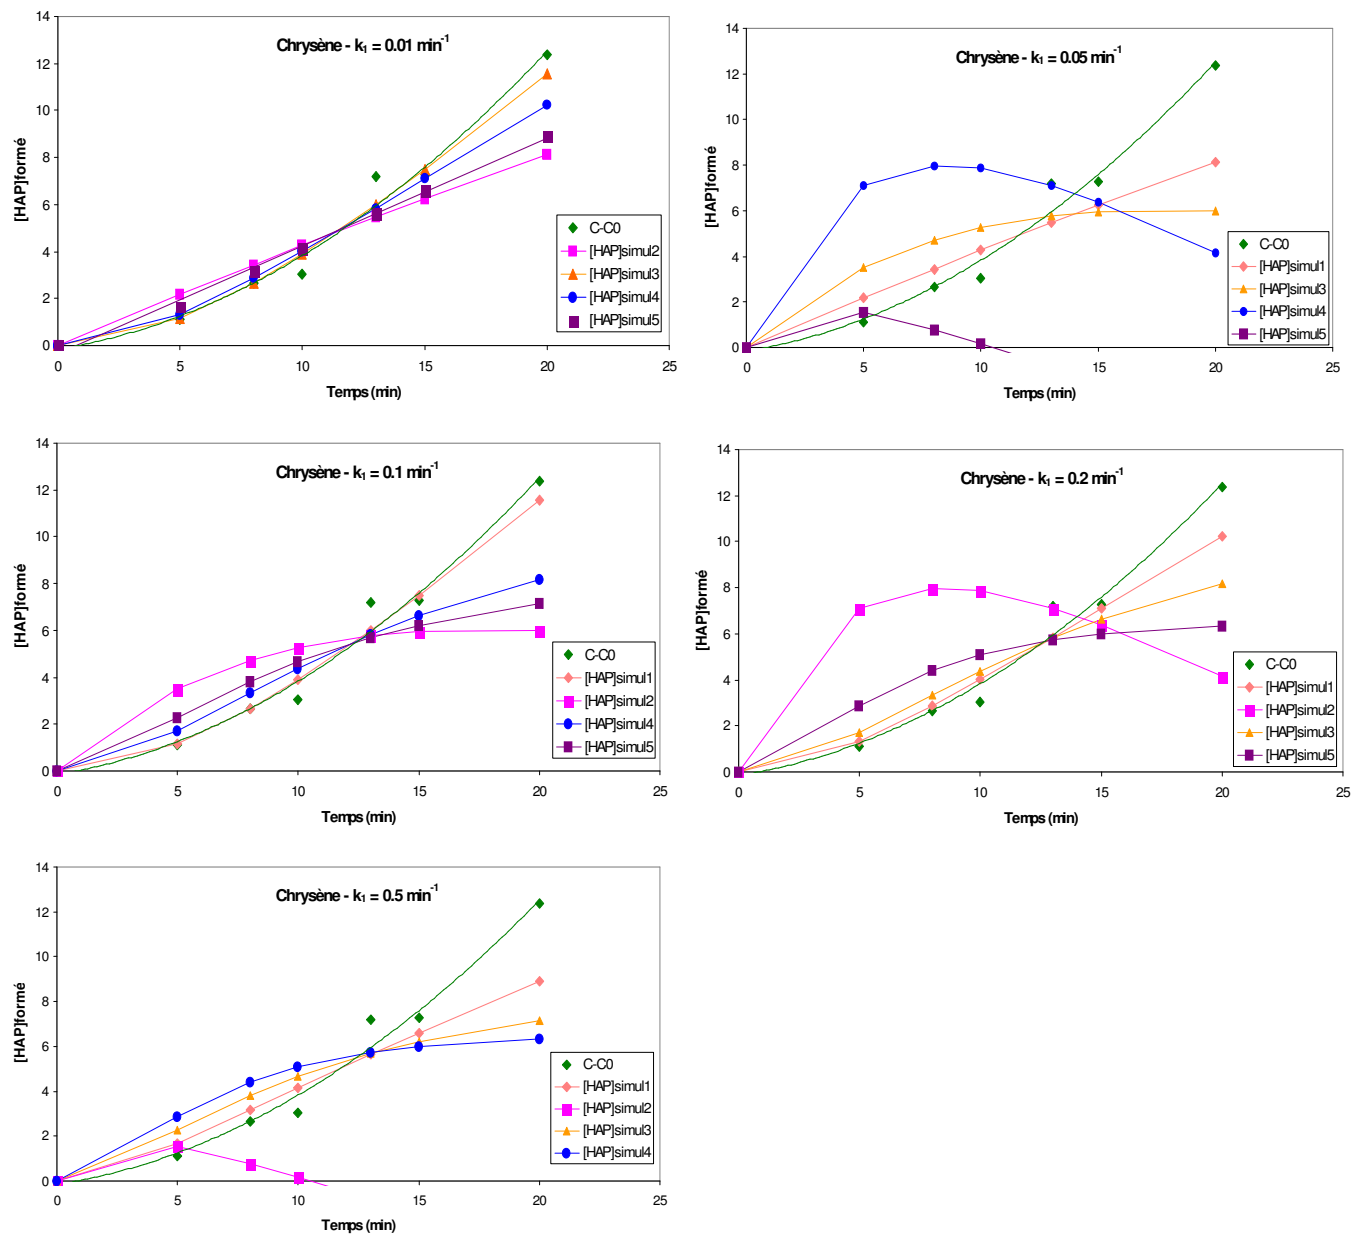 Chrysène - k₁ = 0.01 min⁻¹
[HAP]formé
14
12
10
8
6
4
2
0
0 5 10 15 20 25
Temps (min)
C-C0
[HAP]simul2
[HAP]simul3
[HAP]simul4
[HAP]simul5
Chrysène - k₁ = 0.05 min⁻¹
[HAP]formé
14
12
10
8
6
4
2
0
0 5 10 15 20 25
Temps (min)
C-C0
[HAP]simul1
[HAP]simul3
[HAP]simul4
[HAP]simul5
Chrysène - k₁ = 0.1 min⁻¹
[HAP]formé
14
12
10
8
6
4
2
0
0 5 10 15 20 25
Temps (min)
C-C0
[HAP]simul1
[HAP]simul2
[HAP]simul4
[HAP]simul5
Chrysène - k₁ = 0.2 min⁻¹
[HAP]formé
14
12
10
8
6
4
2
0
0 5 10 15 20 25
Temps (min)
C-C0
[HAP]simul1
[HAP]simul2
[HAP]simul3
[HAP]simul5
Chrysène - k₁ = 0.5 min⁻¹
[HAP]formé
14
12
10
8
6
4
2
0
0 5 10 15 20 25
Temps (min)
C-C0
[HAP]simul1
[HAP]simul2
[HAP]simul3
[HAP]simul4